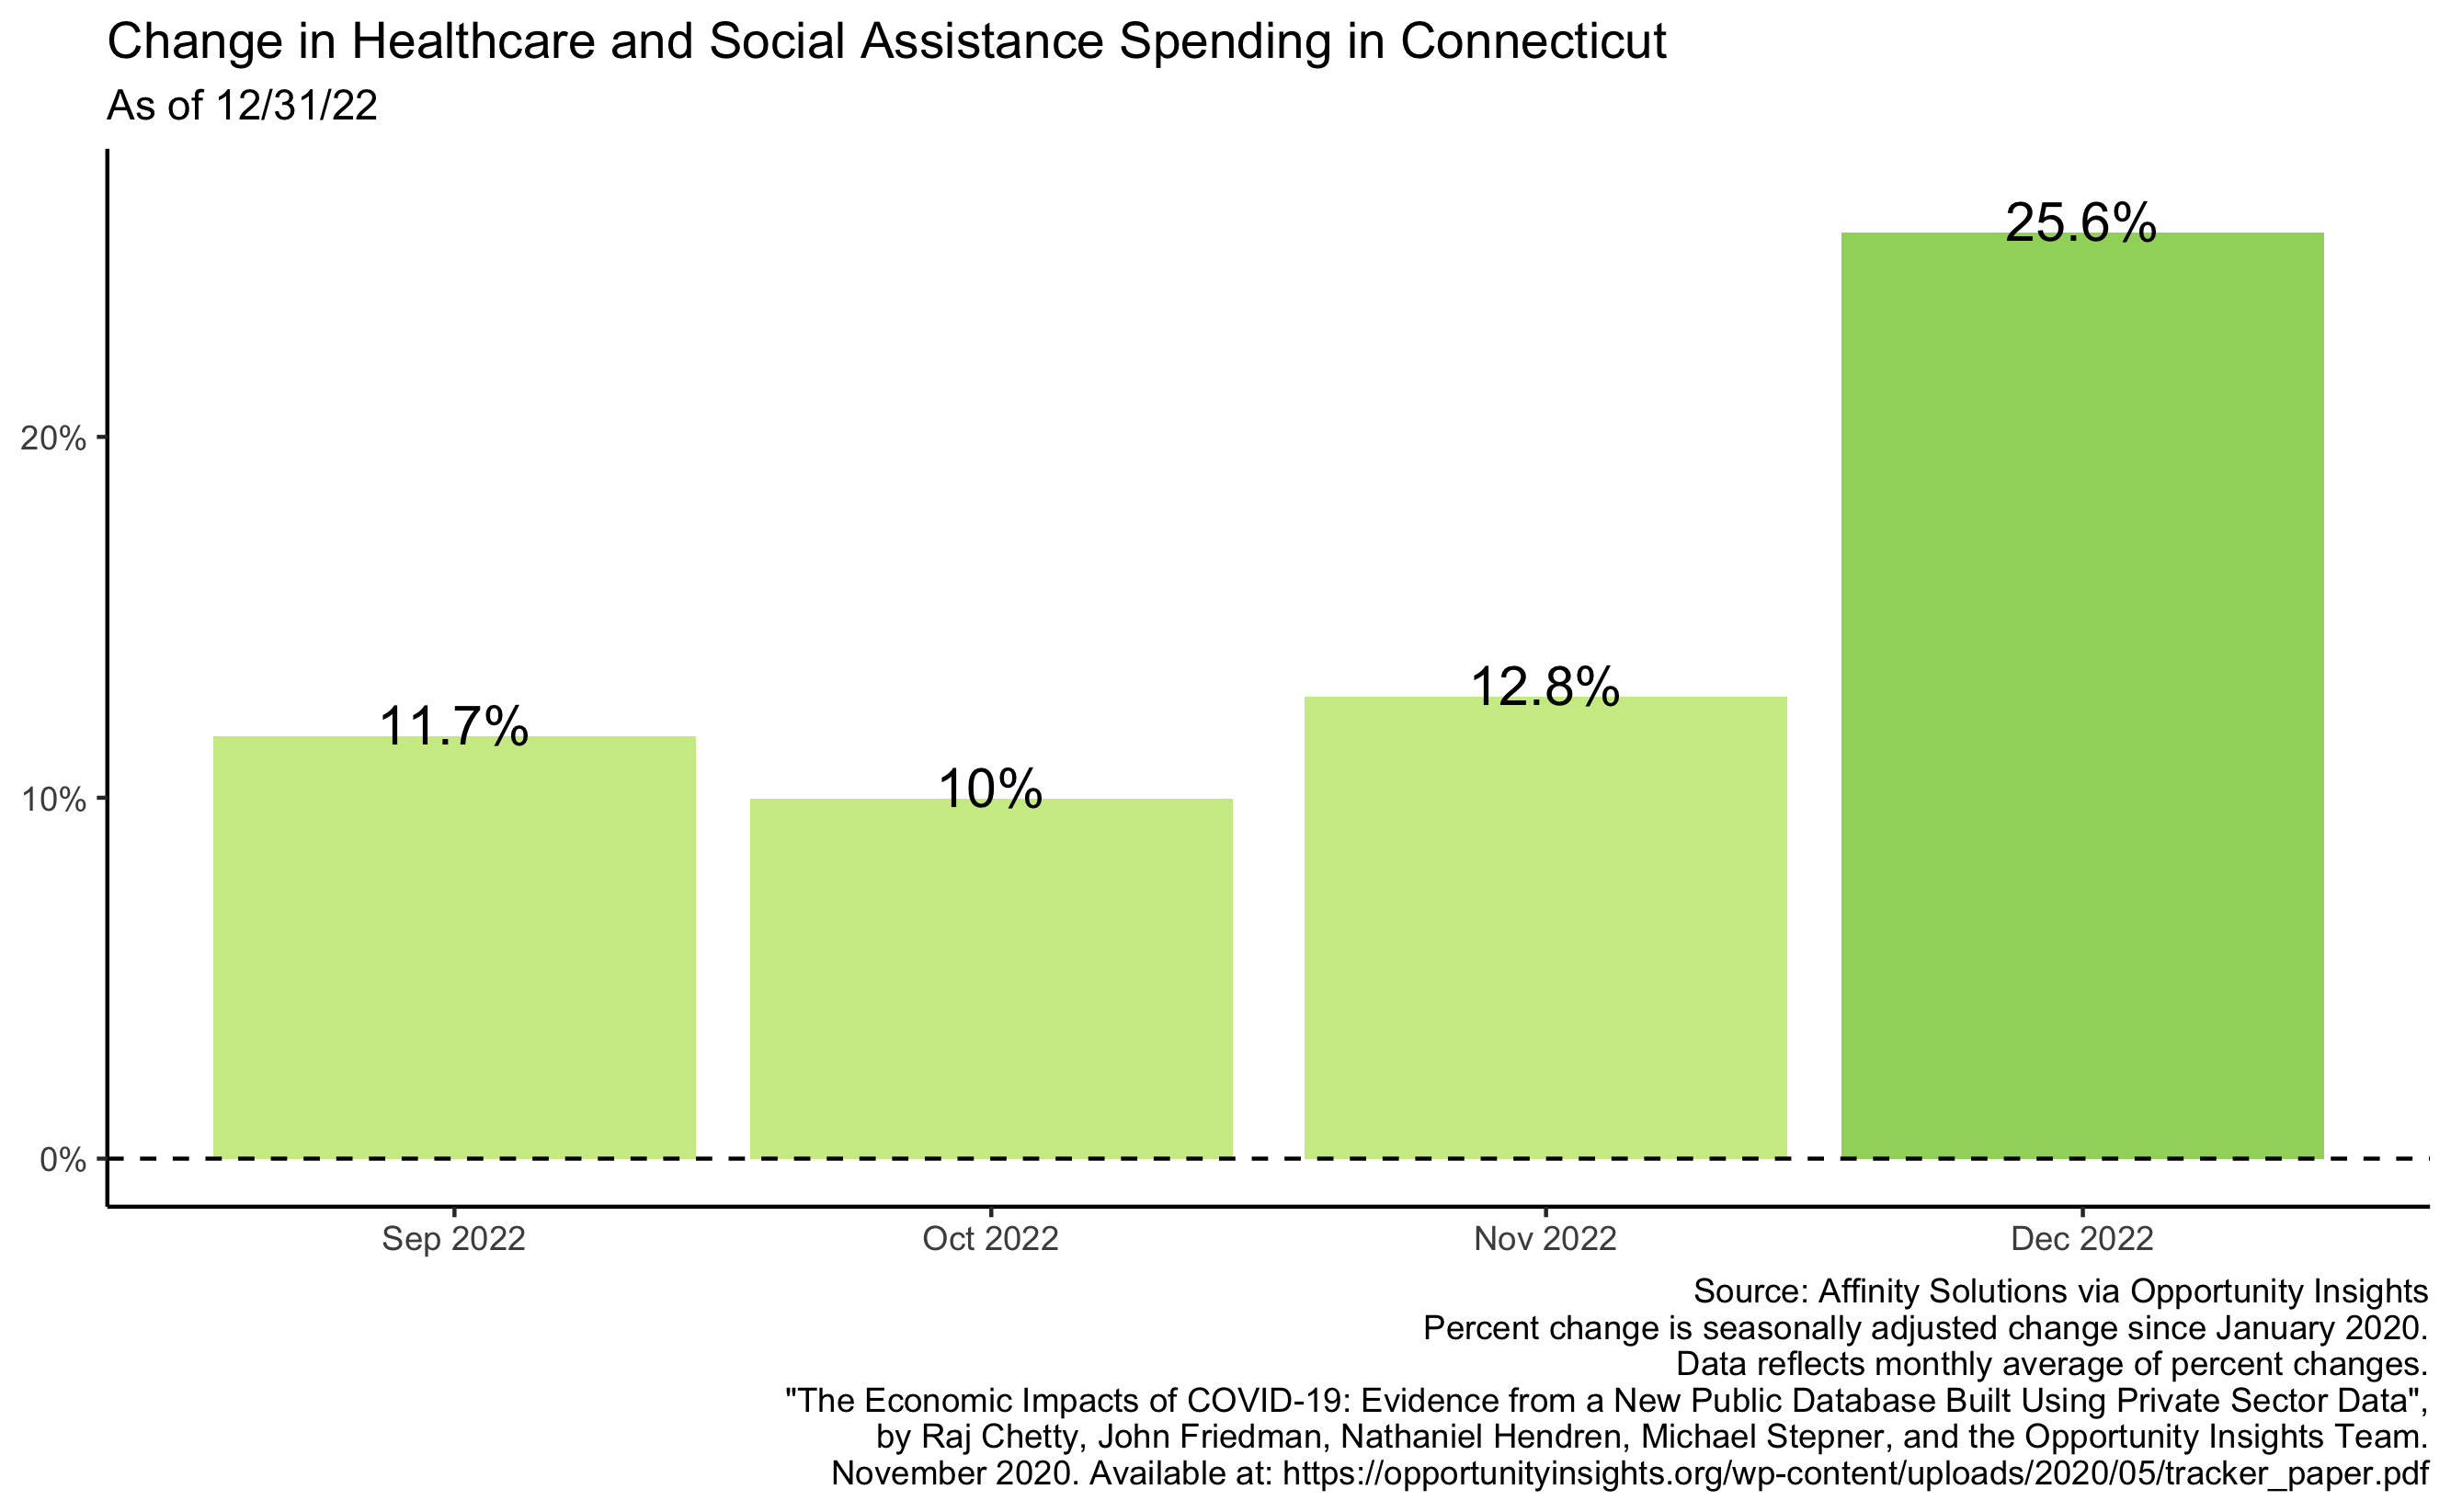 Change in Healthcare and Social Assistance Spending in Connecticut
As of 12/31/22
25.6%
20%
12.8%
11.7%
10%
10%
0%
Sep 2022 Oct 2022 Nov 2022 Dec 2022
Source: Affinity Solutions via Opportunity Insights
Percent change is seasonally adjusted change since January 2020.
Data reflects monthly average of percent changes.
"The Economic Impacts of COVID-19: Evidence from a New Public Database Built Using Private Sector Data",
by Raj Chetty, John Friedman, Nathaniel Hendren, Michael Stepner, and the Opportunity Insights Team.
November 2020. Available at: https://opportunityinsights.org/wp-content/uploads/2020/05/tracker_paper.pdf